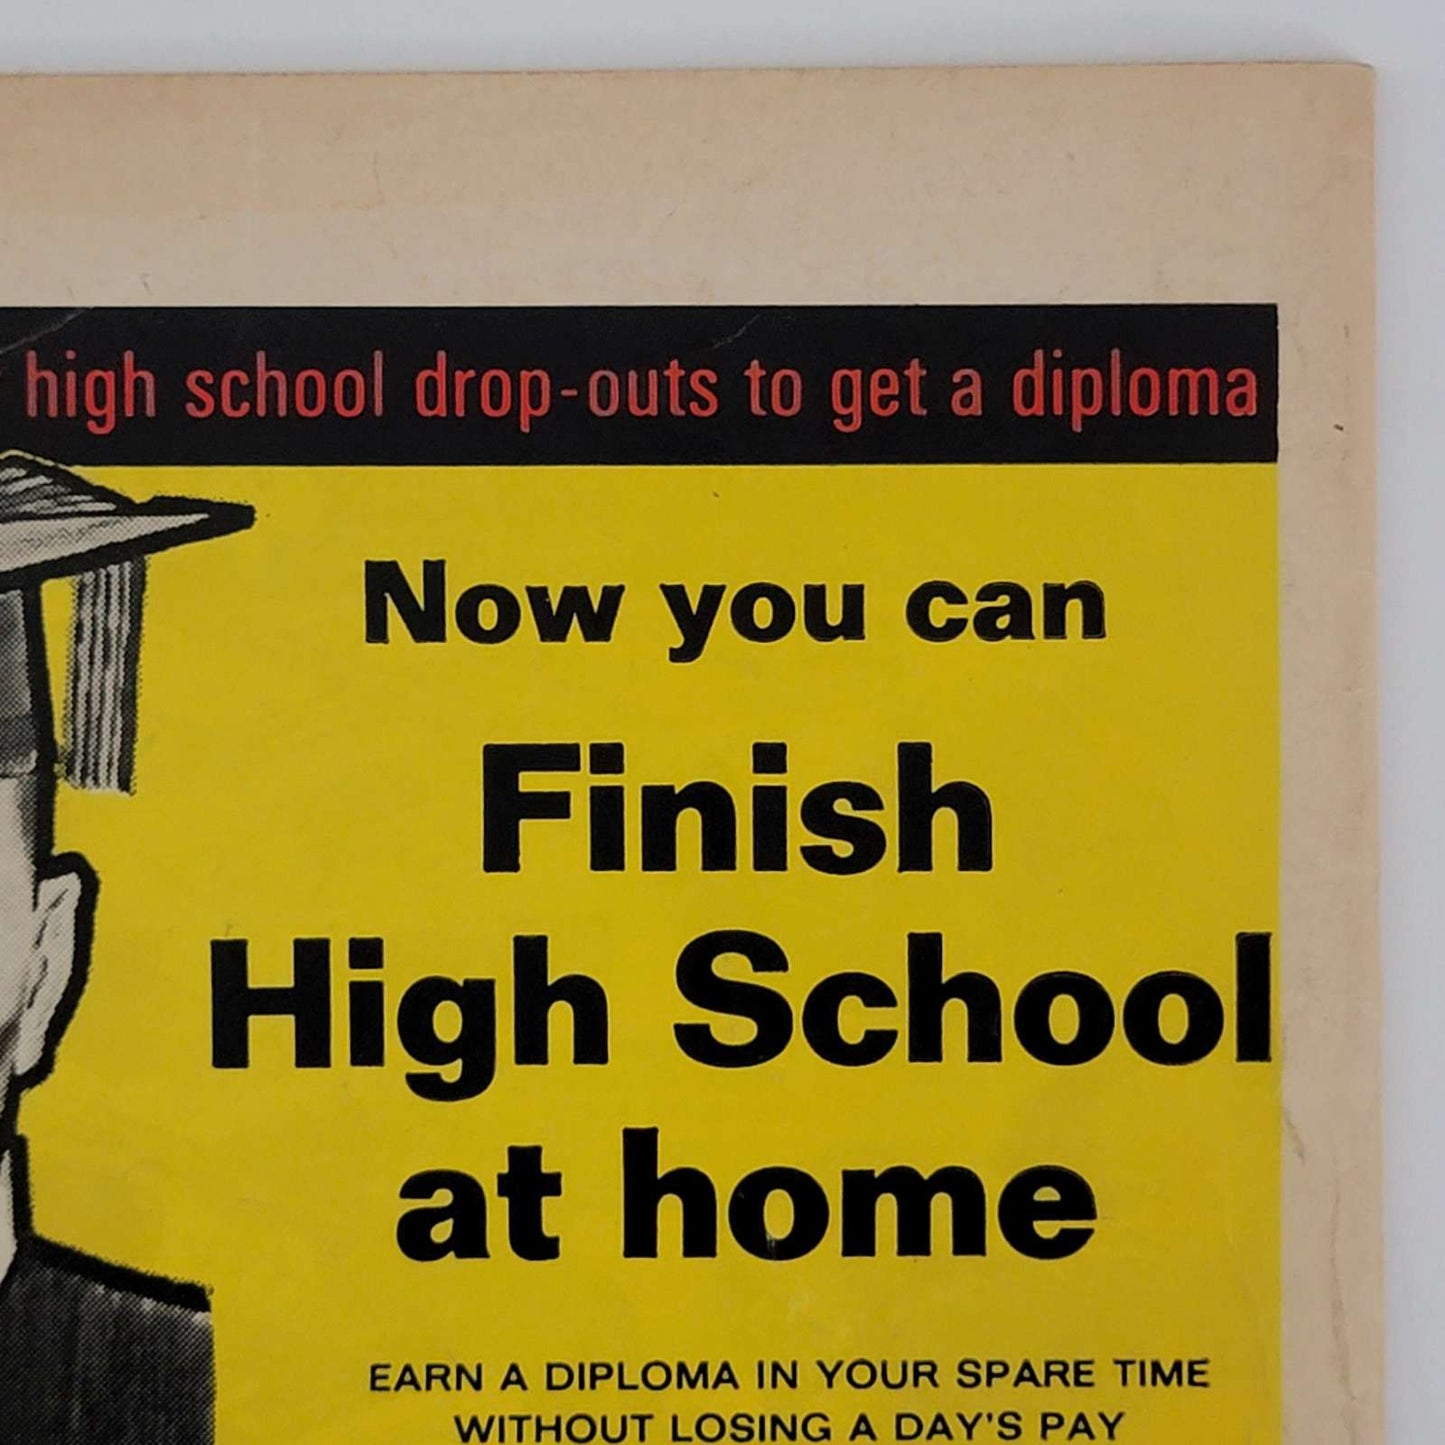 high school drop-outs to get a diploma
Now you can
Finish
High School
at home
EARN A DIPLOMA IN YOUR SPARE TIME
WITHOUT LOSING A DAY'S PAY